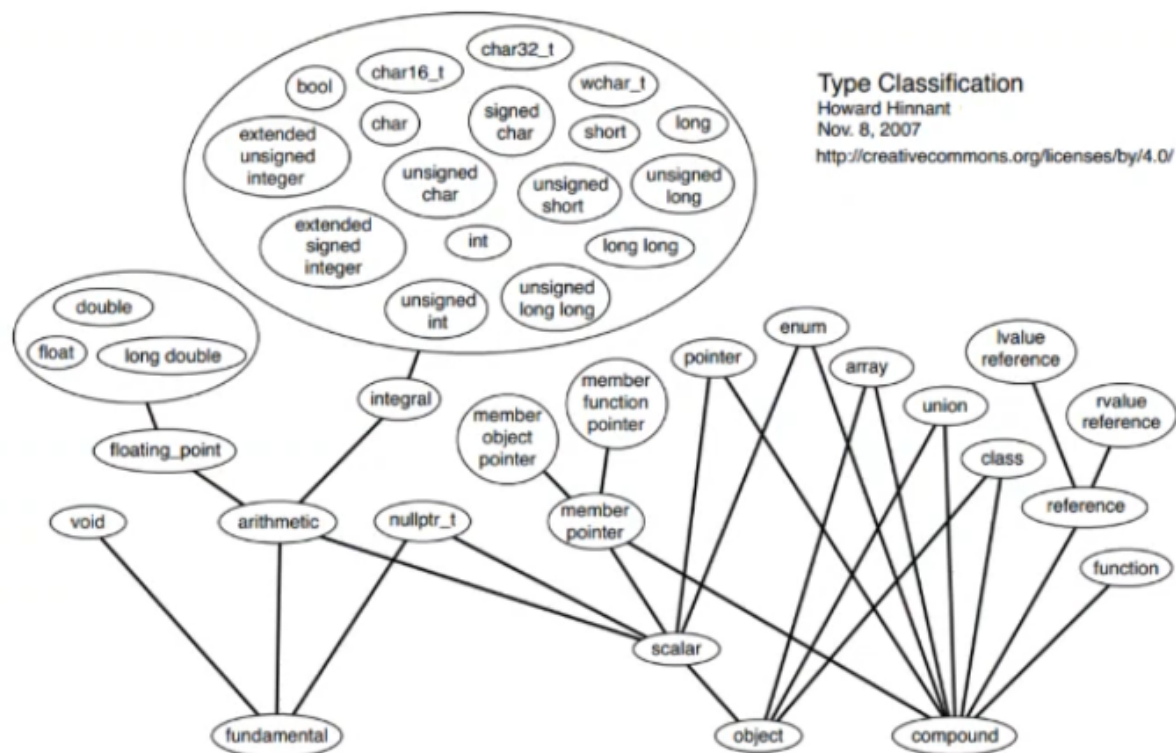 char32_t
bool
char16_t
wchar_t
Type Classification
Howard Hinnant
Nov. 8, 2007
http://creativecommons.org/licenses/by/4.0/
char
signed
char
short
long
extended
unsigned
integer
unsigned
char
unsigned
short
unsigned
long
extended
signed
integer
int
long long
unsigned
int
unsigned
long long
double
float
long double
enum
pointer
array
lvalue
reference
integral
member
function
pointer
union
rvalue
reference
member
object
pointer
floating_point
class
void
arithmetic
nullptr_t
member
pointer
reference
function
scalar
fundamental
object
compound